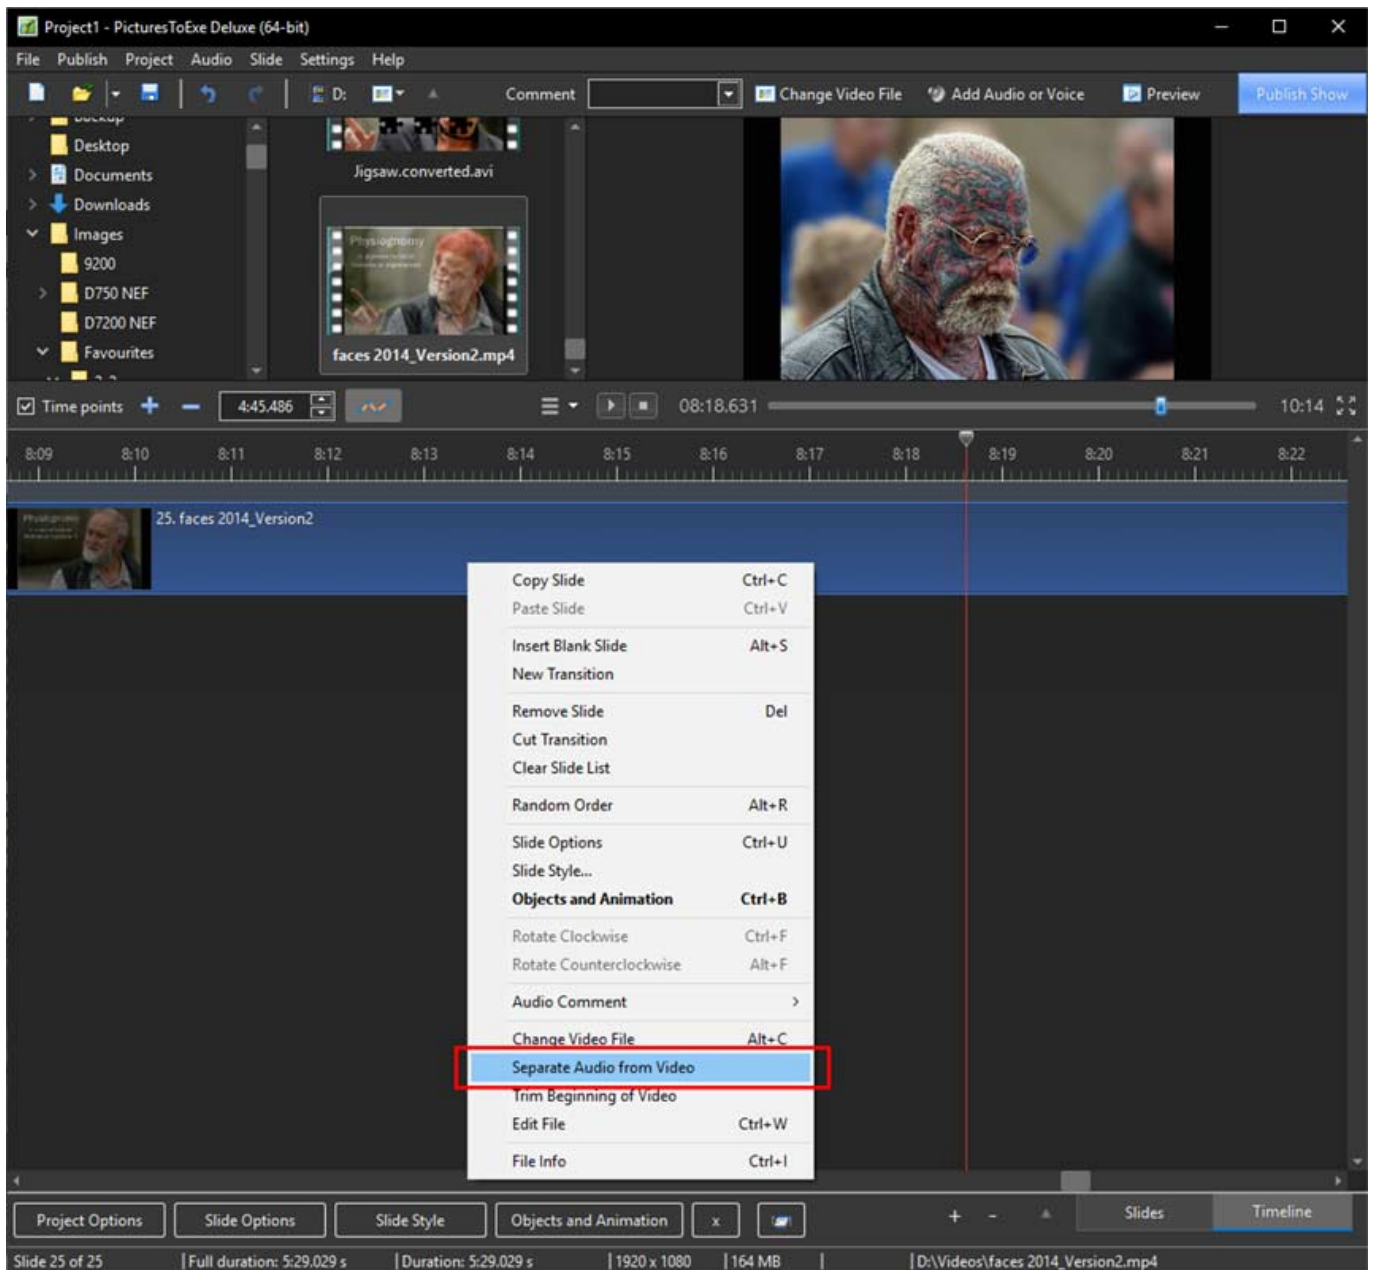 Project1 - PicturesToExe Deluxe (64-bit)
File Publish Project Audio Slide Settings Help
D: Comment Change Video File Add Audio or Voice Preview Publish Show
Backup
Desktop
Documents
Downloads
Images
9200
D750 NEF
D7200 NEF
Favourites
Jigsaw.converted.avi
Physiognomy
faces 2014_Version2.mp4
Time points 4:45.486 08:18.631 10:14
8:09 8:10 8:11 8:12 8:13 8:14 8:15 8:16 8:17 8:18 8:19 8:20 8:21 8:22
25. faces 2014_Version2
Copy Slide Ctrl+C
Paste Slide Ctrl+V
Insert Blank Slide Alt+S
New Transition
Remove Slide Del
Cut Transition
Clear Slide List
Random Order Alt+R
Slide Options Ctrl+U
Slide Style...
Objects and Animation Ctrl+B
Rotate Clockwise Ctrl+F
Rotate Counterclockwise Alt+F
Audio Comment
Change Video File Alt+C
Separate Audio from Video
Trim Beginning of Video
Edit File Ctrl+W
File Info Ctrl+I
Project Options Slide Options Slide Style Objects and Animation x + - Slides Timeline
Slide 25 of 25 Full duration: 5:29.029 s Duration: 5:29.029 s 1920 x 1080 164 MB D:\Videos\faces 2014_Version2.mp4